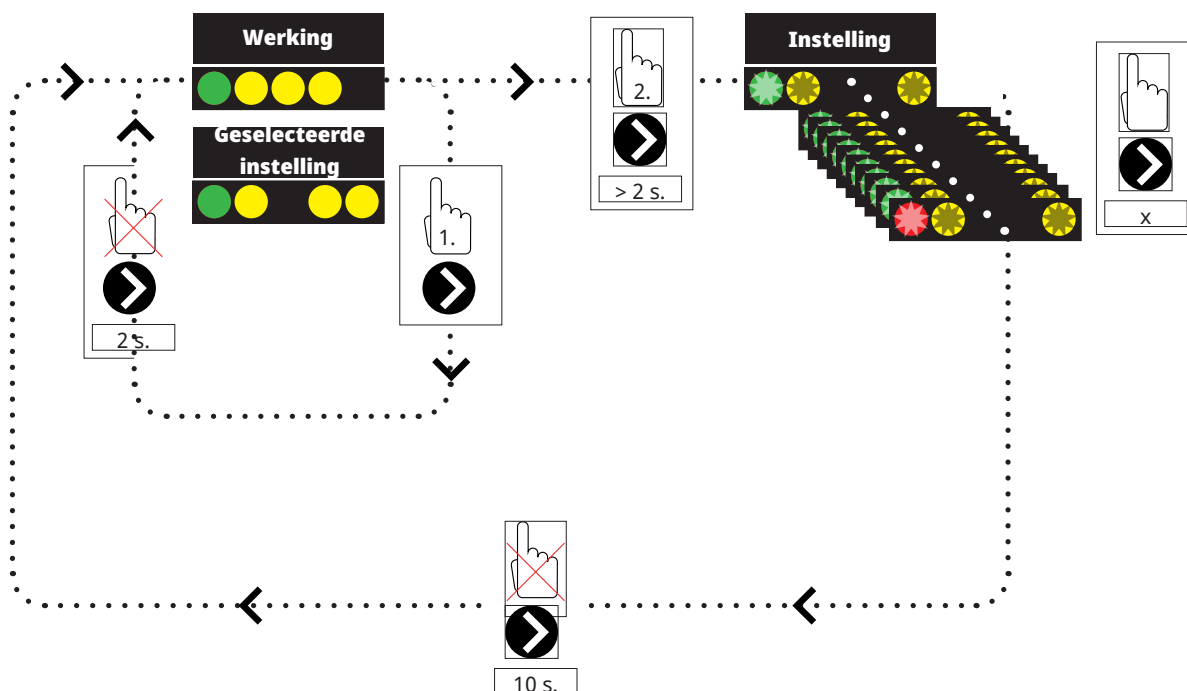 Werking
Geselecteerde
instelling
2 s.
1.
2.
> 2 s.
Instelling
x
10 s.